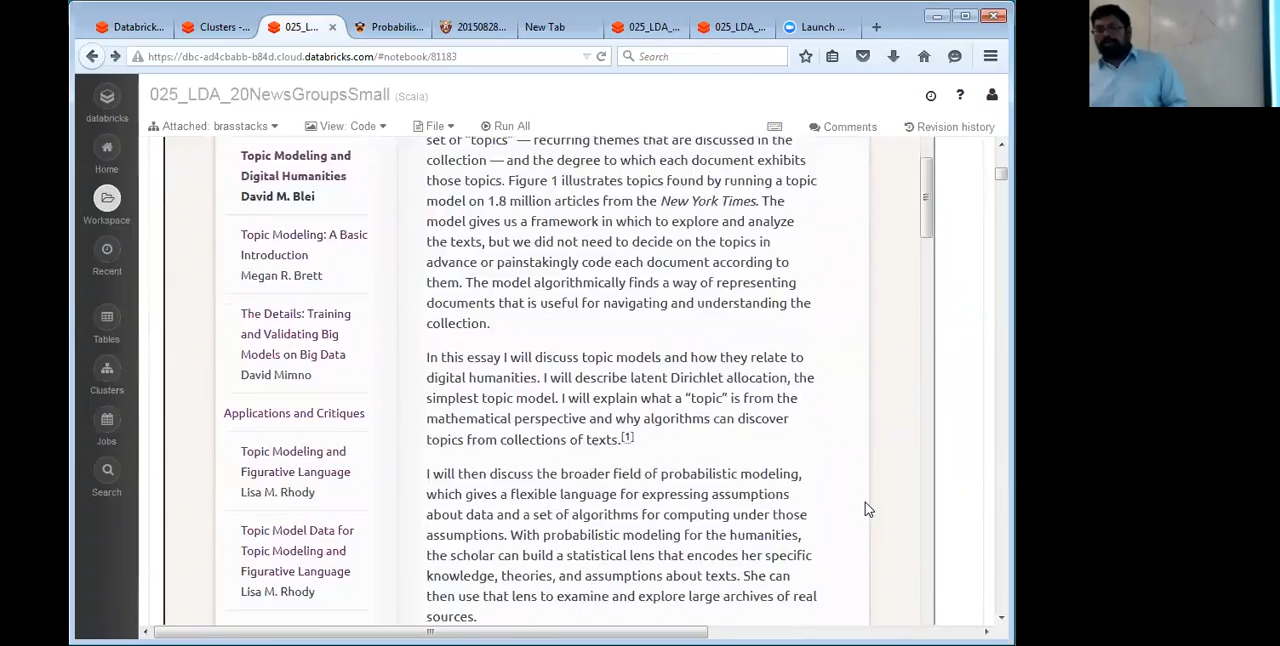 Databrick...
Clusters -...
025_L...
Probabilis...
20150828...
New Tab
025_LDA_...
025_LDA_...
Launch ...
https://dbc-ad4cbabb-b84d.cloud.databricks.com/#notebook/81183
Search
025_LDA_20NewsGroupsSmall (Scala)
Attached: brasstacks
View: Code
File
Run All
Comments
Revision history
databricks
Home
Workspace
Recent
Tables
Clusters
Jobs
Search
Topic Modeling and
Digital Humanities
David M. Blei
Topic Modeling: A Basic
Introduction
Megan R. Brett
The Details: Training
and Validating Big
Models on Big Data
David Mimno
Applications and Critiques
Topic Modeling and
Figurative Language
Lisa M. Rhody
Topic Model Data for
Topic Modeling and
Figurative Language
Lisa M. Rhody
set of "topics" — recurring themes that are discussed in the
collection — and the degree to which each document exhibits
those topics. Figure 1 illustrates topics found by running a topic
model on 1.8 million articles from the New York Times. The
model gives us a framework in which to explore and analyze
the texts, but we did not need to decide on the topics in
advance or painstakingly code each document according to
them. The model algorithmically finds a way of representing
documents that is useful for navigating and understanding the
collection.
In this essay I will discuss topic models and how they relate to
digital humanities. I will describe latent Dirichlet allocation, the
simplest topic model. I will explain what a “topic” is from the
mathematical perspective and why algorithms can discover
topics from collections of texts.[1]
I will then discuss the broader field of probabilistic modeling,
which gives a flexible language for expressing assumptions
about data and a set of algorithms for computing under those
assumptions. With probabilistic modeling for the humanities,
the scholar can build a statistical lens that encodes her specific
knowledge, theories, and assumptions about texts. She can
then use that lens to examine and explore large archives of real
sources.